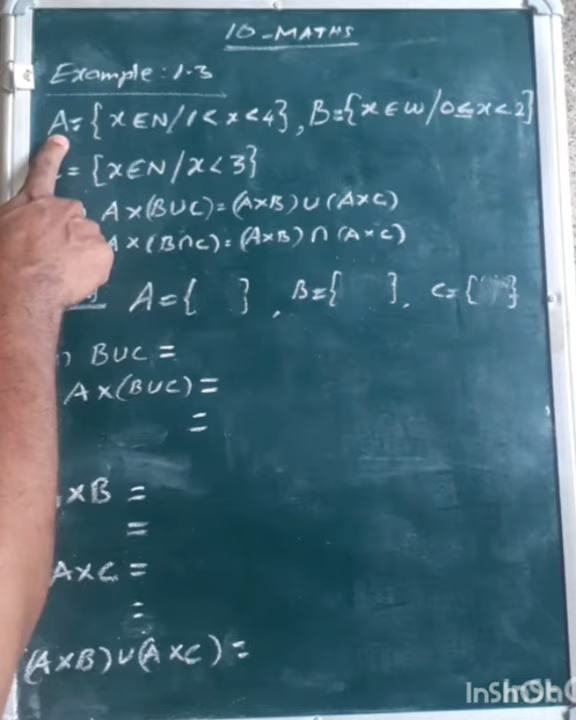 10-MATHS
Example: 1.3
A={x∈N/1<x<4}, B={x∈W/0≤x<2}
= {x∈N/x<3}
A×(B∪C)=(A×B)∪(A×C)
A×(B∩C)=(A×B)∩(A×C)
A={ }, B={ }, C={ }
i) B∪C =
A×(B∪C) =
=
×B =
=
A×C =
=
(A×B)∪(A×C) =
InShOt